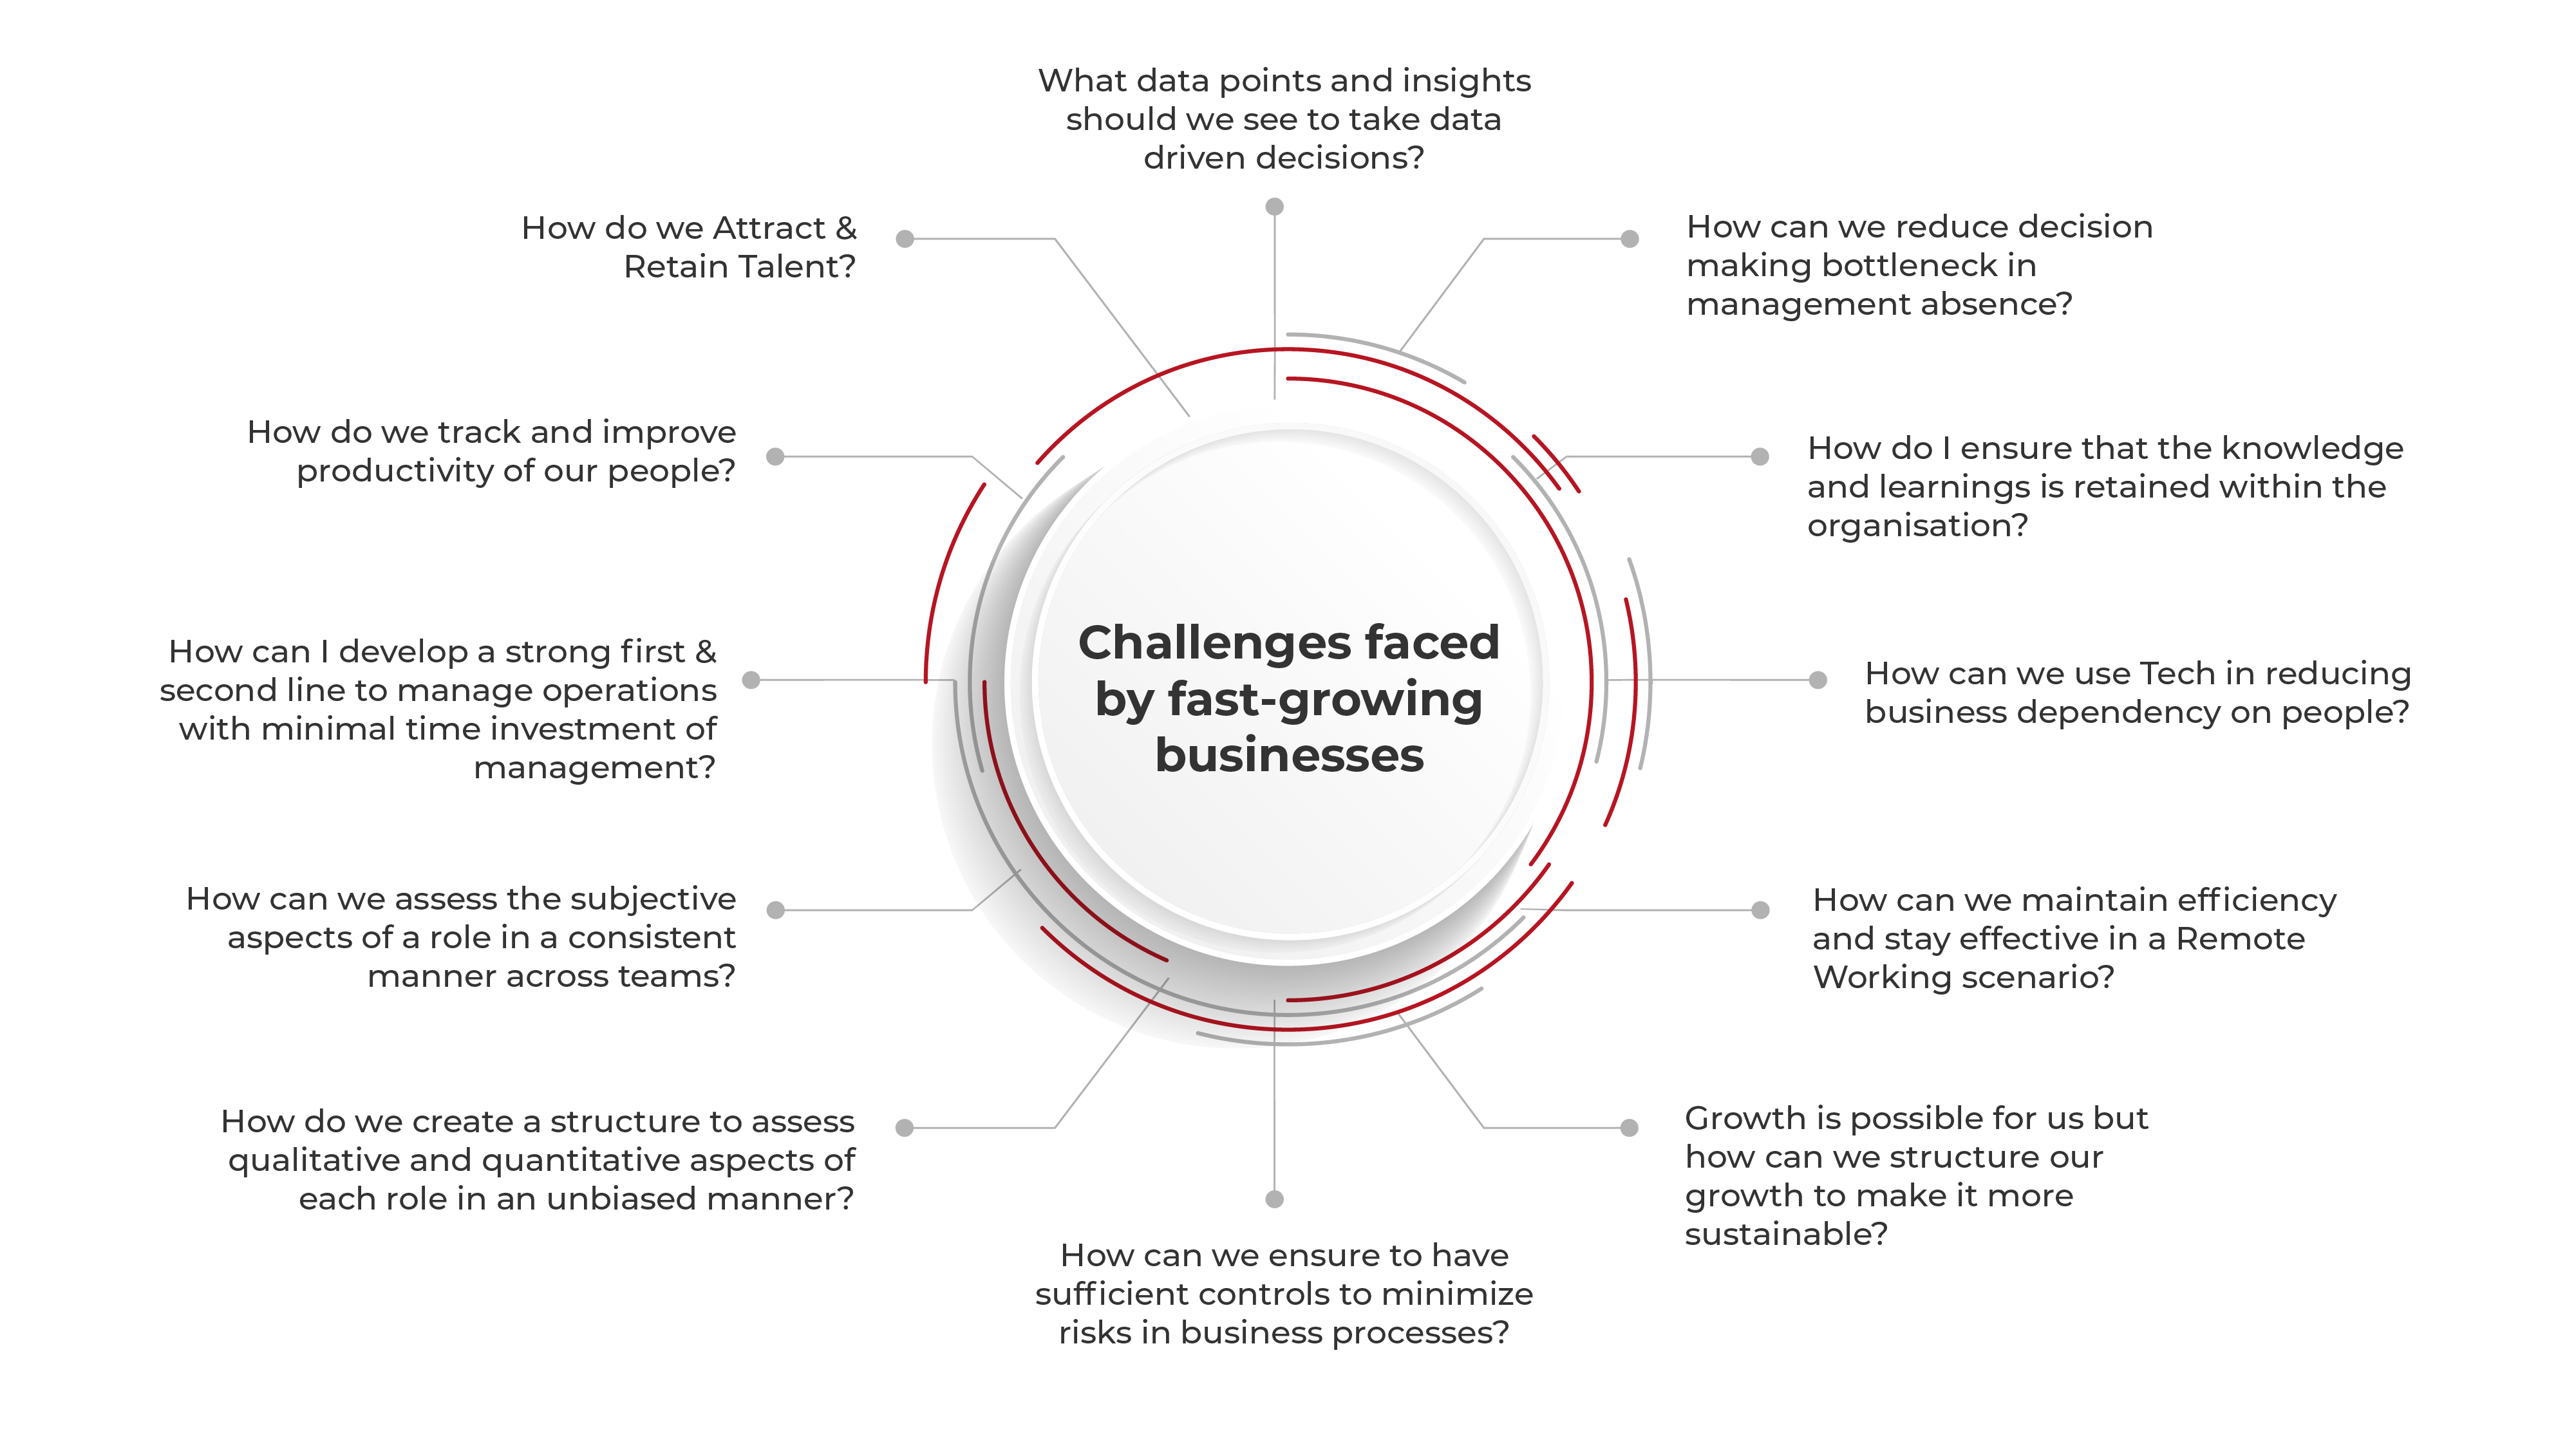 What data points and insights
should we see to take data
driven decisions?
How do we Attract &
Retain Talent?
How can we reduce decision
making bottleneck in
management absence?
How do we track and improve
productivity of our people?
How do I ensure that the knowledge
and learnings is retained within the
organisation?
Challenges faced
by fast-growing
businesses
How can I develop a strong first &
second line to manage operations
with minimal time investment of
management?
How can we use Tech in reducing
business dependency on people?
How can we assess the subjective
aspects of a role in a consistent
manner across teams?
How can we maintain efficiency
and stay effective in a Remote
Working scenario?
How do we create a structure to assess
qualitative and quantitative aspects of
each role in an unbiased manner?
Growth is possible for us but
how can we structure our
growth to make it more
sustainable?
How can we ensure to have
sufficient controls to minimize
risks in business processes?